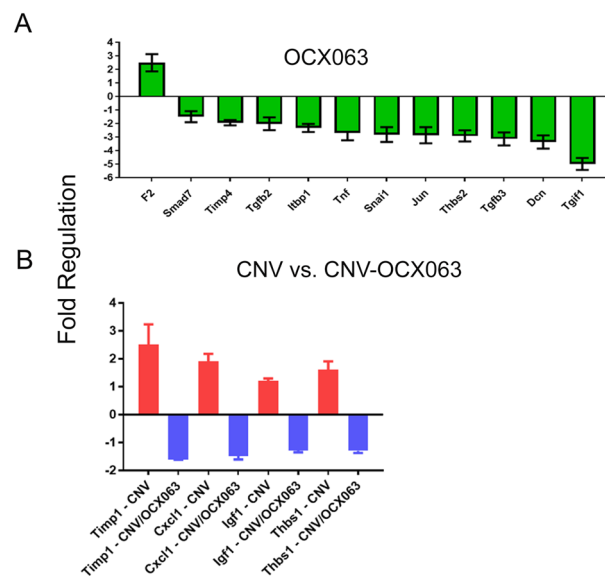 A
OCX063
4
3
2
1
0
-1
-2
-3
-4
-5
-6
F2
Smad7
Timp4
Tgfb2
Itbp1
Tnf
Snai1
Jun
Thbs2
Tgfb3
Dcn
Tgif1
Fold Regulation
B
CNV vs. CNV-OCX063
4
3
2
1
0
-1
-2
Timp1 - CNV
Timp1 - CNV/OCX063
Cxcl1 - CNV
Cxcl1 - CNV/OCX063
Igf1 - CNV
Igf1 - CNV/OCX063
Thbs1 - CNV
Thbs1 - CNV/OCX063